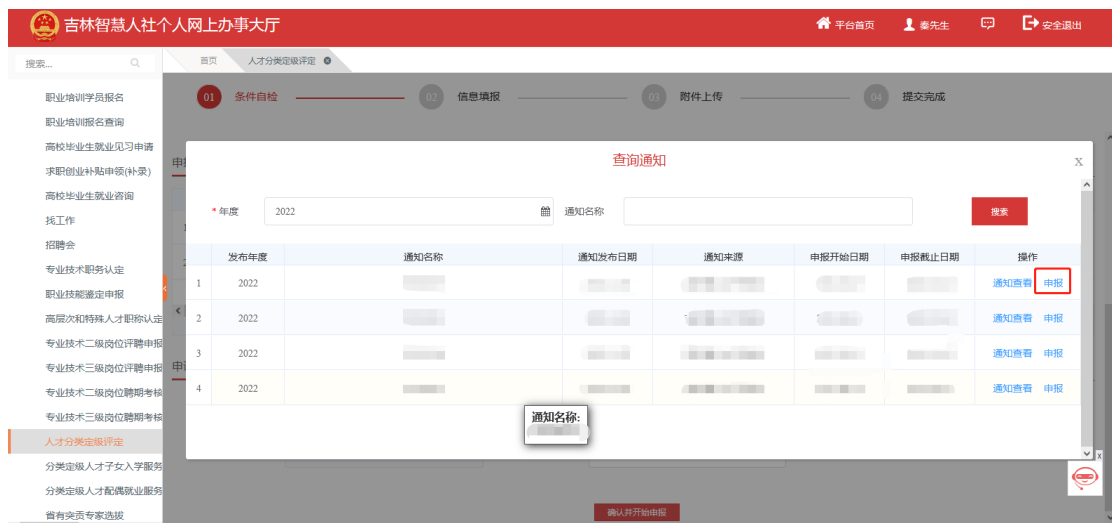 吉林智慧人社个人网上办事大厅
平台首页 秦先生 安全退出
搜索...
首页 人才分类定级评定
01 条件自检 02 信息填报 03 附件上传 04 提交完成
职业培训学员报名
职业培训报名查询
高校毕业生就业见习申请
求职创业补贴申领(补录)
高校毕业生就业咨询
找工作
招聘会
专业技术职务认定
职业技能鉴定申报
高层次和特殊人才职称认定
专业技术二级岗位评聘申报
专业技术三级岗位评聘申报
专业技术二级岗位聘期考核
专业技术三级岗位聘期考核
人才分类定级评定
分类定级人才子女入学服务
分类定级人才配偶就业服务
省有突贡专家选拔
查询通知 X
* 年度 2022 通知名称 搜索
发布年度 通知名称 通知发布日期 通知来源 申报开始日期 申报截止日期 操作
1 2022 通知查看 申报
2 2022 通知查看 申报
3 2022 通知查看 申报
4 2022 通知查看 申报
通知名称:
x
确认并开始申报